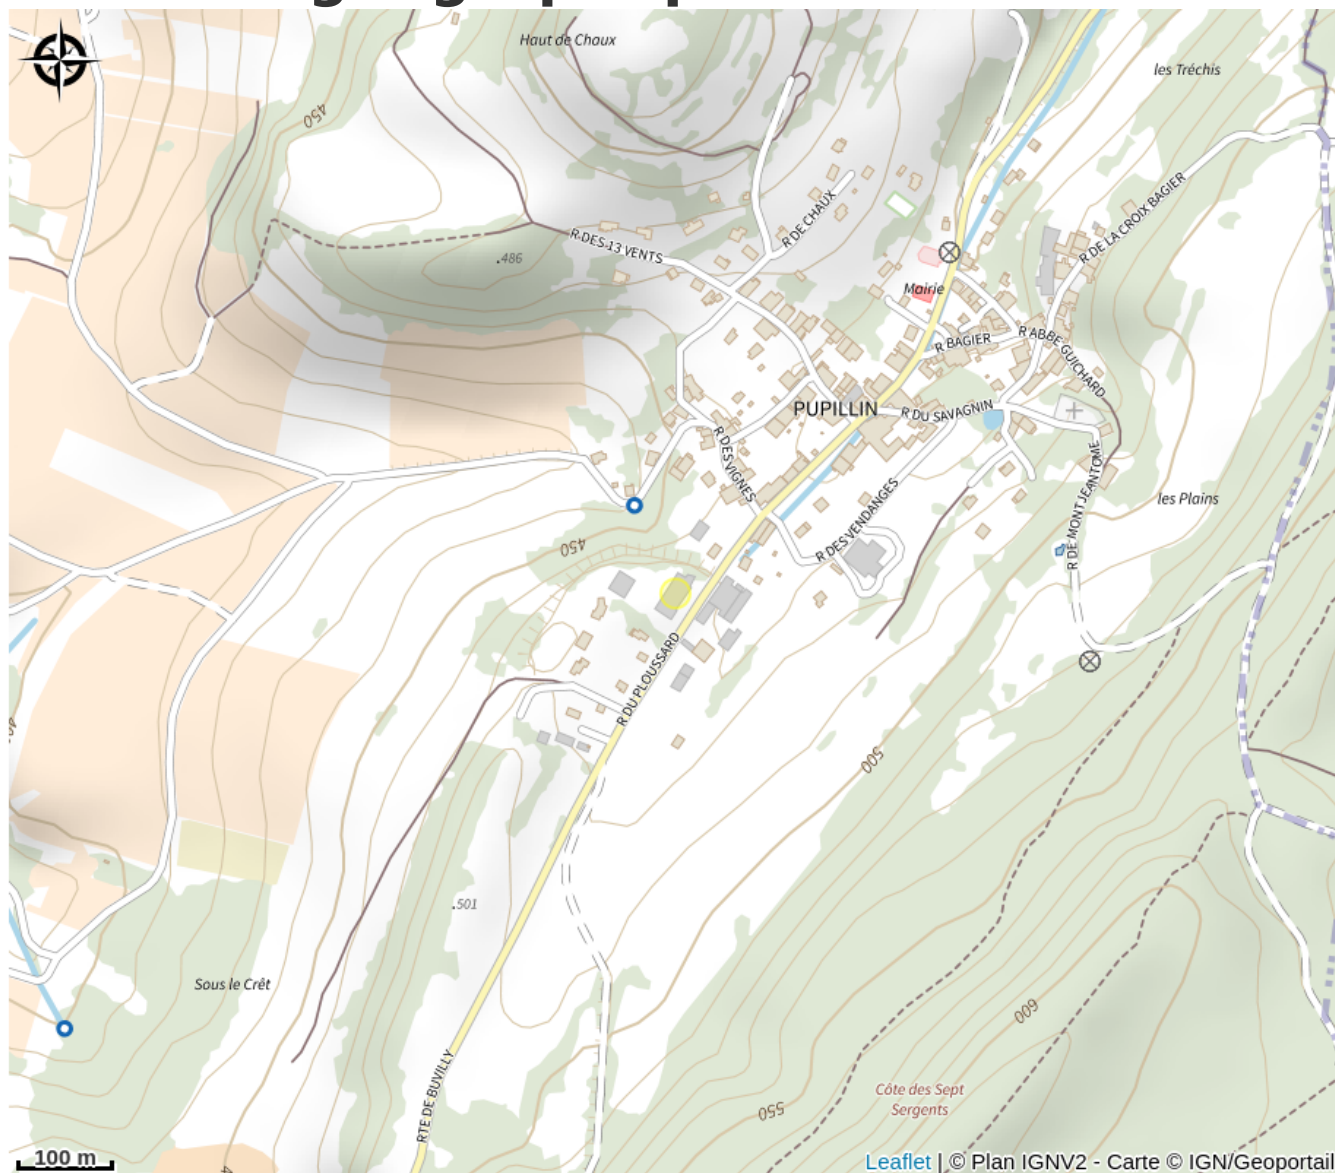 Haut de Chaux
les Tréchis
450
R DE CHAUX
R DE LA CROIX BAGIER
R DES 13 VENTS
.486
Mairie
R BAGIER
R ABBE GUICHARD
PUPILLIN
R DU SAVAGNIN
R DES VIGNES
R DE MONTJEANTOME
les Plains
R DES VENDANGES
450
R DU PLOUSSARD
500
.501
Sous le Crêt
600
RTE DE BUVILLY
Côte des Sept
Sergents
550
100 m
Leaflet | © Plan IGNV2 - Carte © IGN/Geoportail